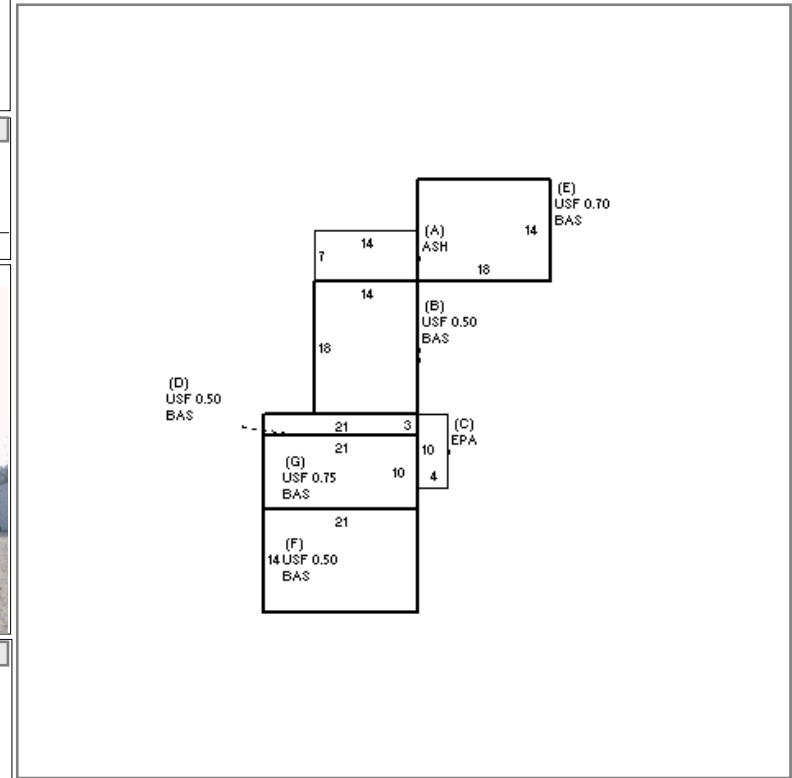 (E)
USF 0.70
BAS
14
18
(A)
ASH
14
7
14
(B)
USF 0.50
BAS
18
(D)
USF 0.50
BAS
21
3
(C)
EPA
10
4
21
(G)
USF 0.75
BAS
10
21
(F)
14 USF 0.50
BAS